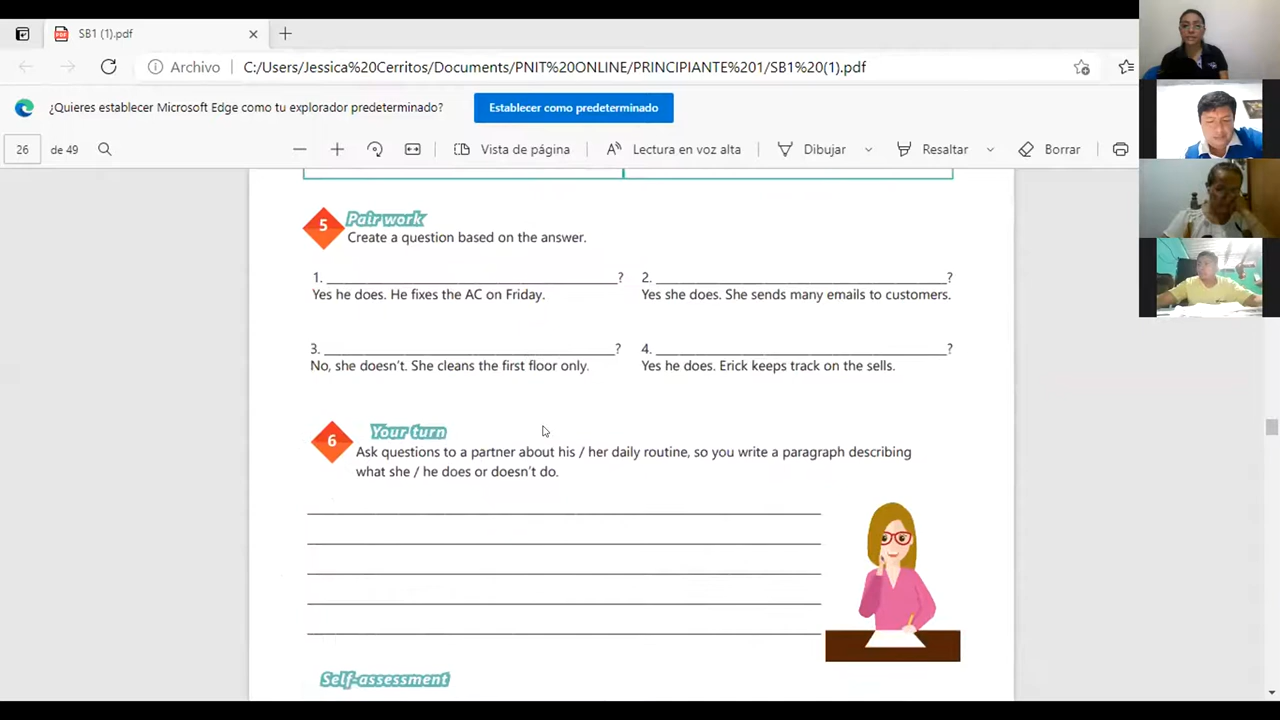 SB1 (1).pdf
Archivo C:/Users/Jessica%20Cerritos/Documents/PNIT%20ONLINE/PRINCIPIANTE%201/SB1%20(1).pdf
¿Quieres establecer Microsoft Edge como tu explorador predeterminado? Establecer como predeterminado
26 de 49 Vista de página Lectura en voz alta Dibujar Resaltar Borrar
5 Pair work
Create a question based on the answer.
1. ? 2. ?
Yes he does. He fixes the AC on Friday. Yes she does. She sends many emails to customers.
3. ? 4. ?
No, she doesn't. She cleans the first floor only. Yes he does. Erick keeps track on the sells.
6 Your turn
Ask questions to a partner about his / her daily routine, so you write a paragraph describing
what she / he does or doesn't do.
Self-assessment